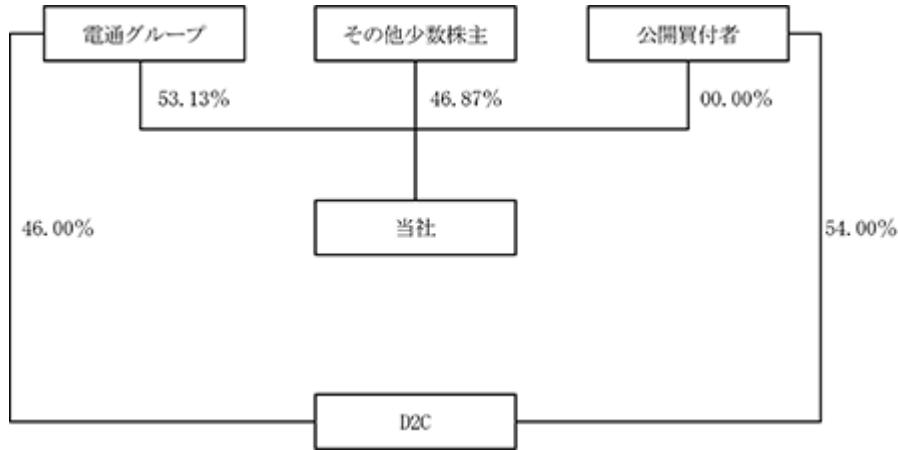 電通グループ
その他少数株主
公開買付者
53.13%
46.87%
00.00%
46.00%
当社
54.00%
D2C